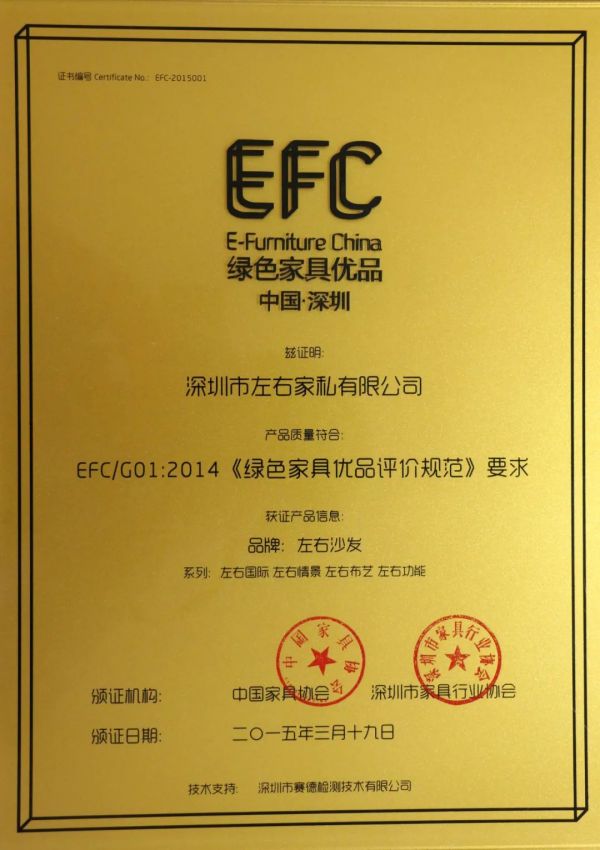 证书编号 Certificate No.: EFC-2015001
EFC
E-Furniture China
绿色家具优品
中国·深圳
兹证明:
深圳市左右家私有限公司
产品质量符合:
EFC/G01:2014《绿色家具优品评价规范》要求
获证产品信息:
品牌: 左右沙发
系列: 左右国际 左右情景 左右布艺 左右功能
中国家具协会
深圳市家具行业协会
颁证机构: 中国家具协会 深圳市家具行业协会
颁证日期: 二〇一五年三月十九日
技术支持: 深圳市赛德检测技术有限公司